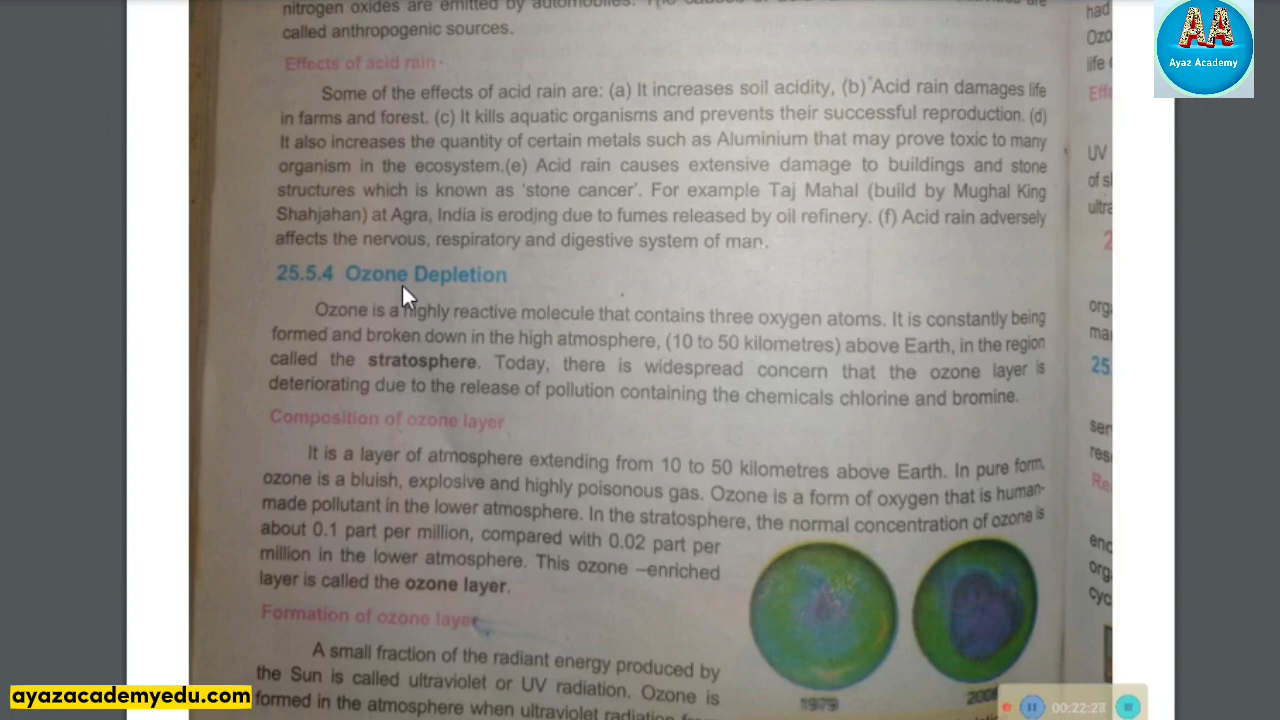 nitrogen oxides are emitted by automobiles.
called anthropogenic sources.
Effects of acid rain
Some of the effects of acid rain are: (a) It increases soil acidity, (b) Acid rain damages life
in farms and forest. (c) It kills aquatic organisms and prevents their successful reproduction. (d)
It also increases the quantity of certain metals such as Aluminium that may prove toxic to many
organism in the ecosystem.(e) Acid rain causes extensive damage to buildings and stone
structures which is known as 'stone cancer'. For example Taj Mahal (build by Mughal King
Shahjahan) at Agra, India is eroding due to fumes released by oil refinery. (f) Acid rain adversely
affects the nervous, respiratory and digestive system of man.
25.5.4 Ozone Depletion
Ozone is a highly reactive molecule that contains three oxygen atoms. It is constantly being
formed and broken down in the high atmosphere, (10 to 50 kilometres) above Earth, in the region
called the stratosphere. Today, there is widespread concern that the ozone layer is
deteriorating due to the release of pollution containing the chemicals chlorine and bromine.
Composition of ozone layer
It is a layer of atmosphere extending from 10 to 50 kilometres above Earth. In pure form,
ozone is a bluish, explosive and highly poisonous gas. Ozone is a form of oxygen that is human-
made pollutant in the lower atmosphere. In the stratosphere, the normal concentration of ozone is
about 0.1 part per million, compared with 0.02 part per
million in the lower atmosphere. This ozone –enriched
layer is called the ozone layer.
Formation of ozone layer
A small fraction of the radiant energy produced by
the Sun is called ultraviolet or UV radiation. Ozone is
formed in the atmosphere when ultraviolet radiation
1979
had
Ozo
life
UV
of
ultra
2
org
ma
25
ser
res
Re
enc
org
cyc
AA
Ayaz Academy
ayazacademyedu.com
00:22:23